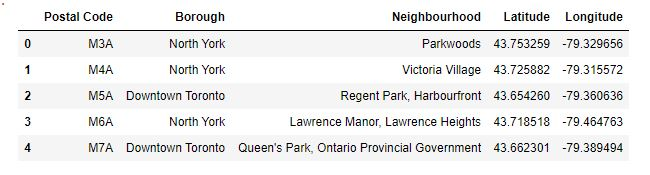 Postal Code Borough Neighbourhood Latitude Longitude
0 M3A North York Parkwoods 43.753259 -79.329656
1 M4A North York Victoria Village 43.725882 -79.315572
2 M5A Downtown Toronto Regent Park, Harbourfront 43.654260 -79.360636
3 M6A North York Lawrence Manor, Lawrence Heights 43.718518 -79.464763
4 M7A Downtown Toronto Queen's Park, Ontario Provincial Government 43.662301 -79.389494